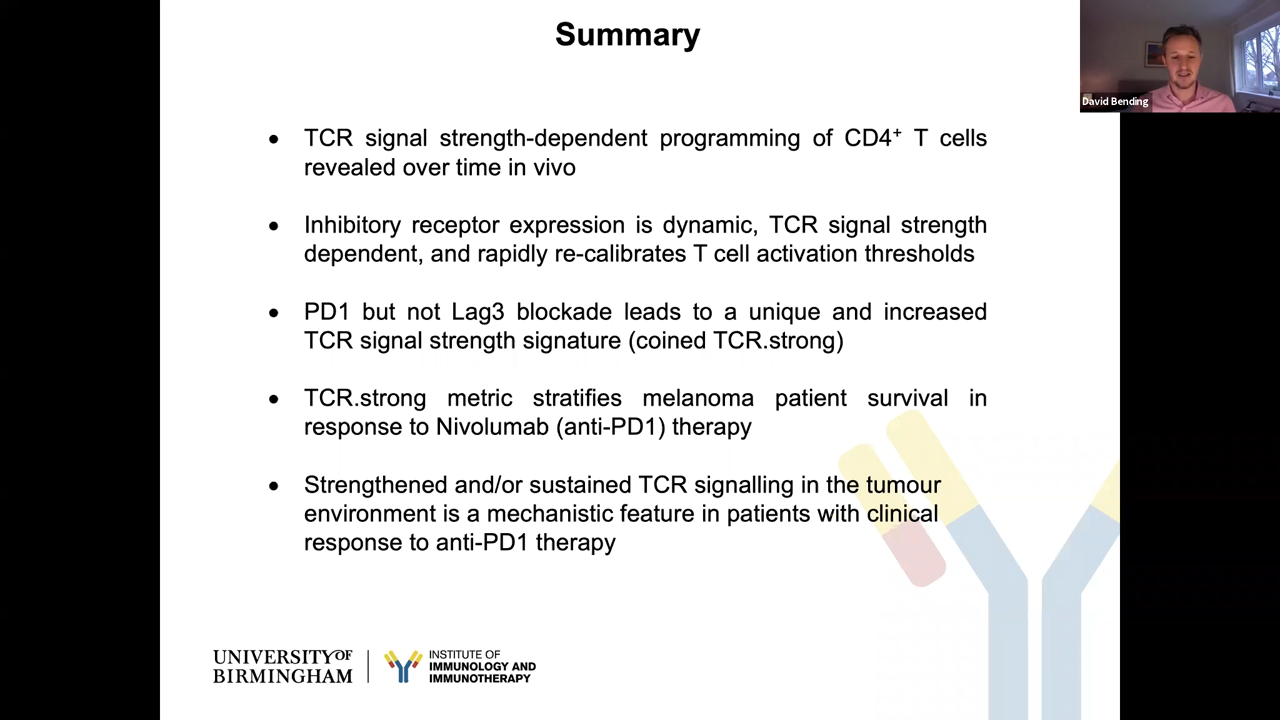 Summary
David Bending
• TCR signal strength-dependent programming of CD4⁺ T cells
revealed over time in vivo
• Inhibitory receptor expression is dynamic, TCR signal strength
dependent, and rapidly re-calibrates T cell activation thresholds
• PD1 but not Lag3 blockade leads to a unique and increased
TCR signal strength signature (coined TCR.strong)
• TCR.strong metric stratifies melanoma patient survival in
response to Nivolumab (anti-PD1) therapy
• Strengthened and/or sustained TCR signalling in the tumour
environment is a mechanistic feature in patients with clinical
response to anti-PD1 therapy
UNIVERSITY OF
BIRMINGHAM
INSTITUTE OF
IMMUNOLOGY AND
IMMUNOTHERAPY